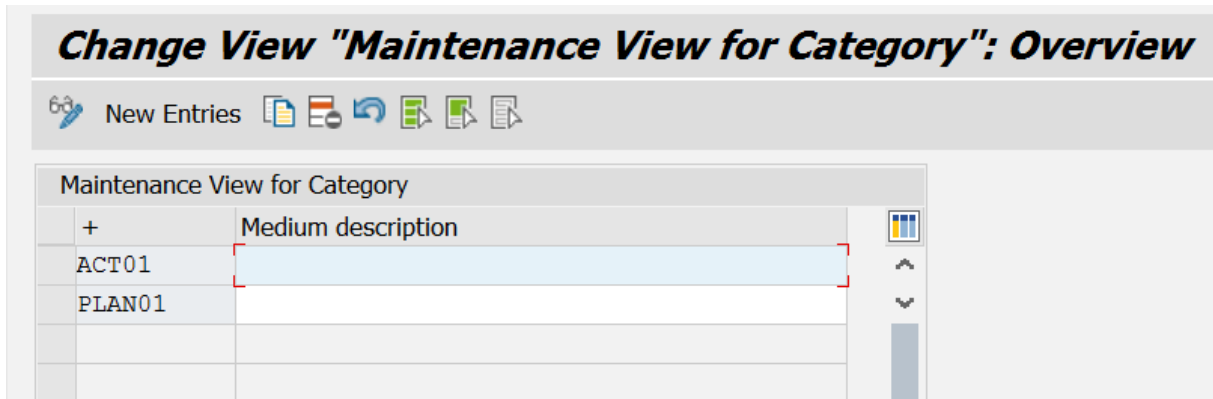 Change View "Maintenance View for Category": Overview
New Entries
Maintenance View for Category
+ Medium description
ACT01
PLAN01